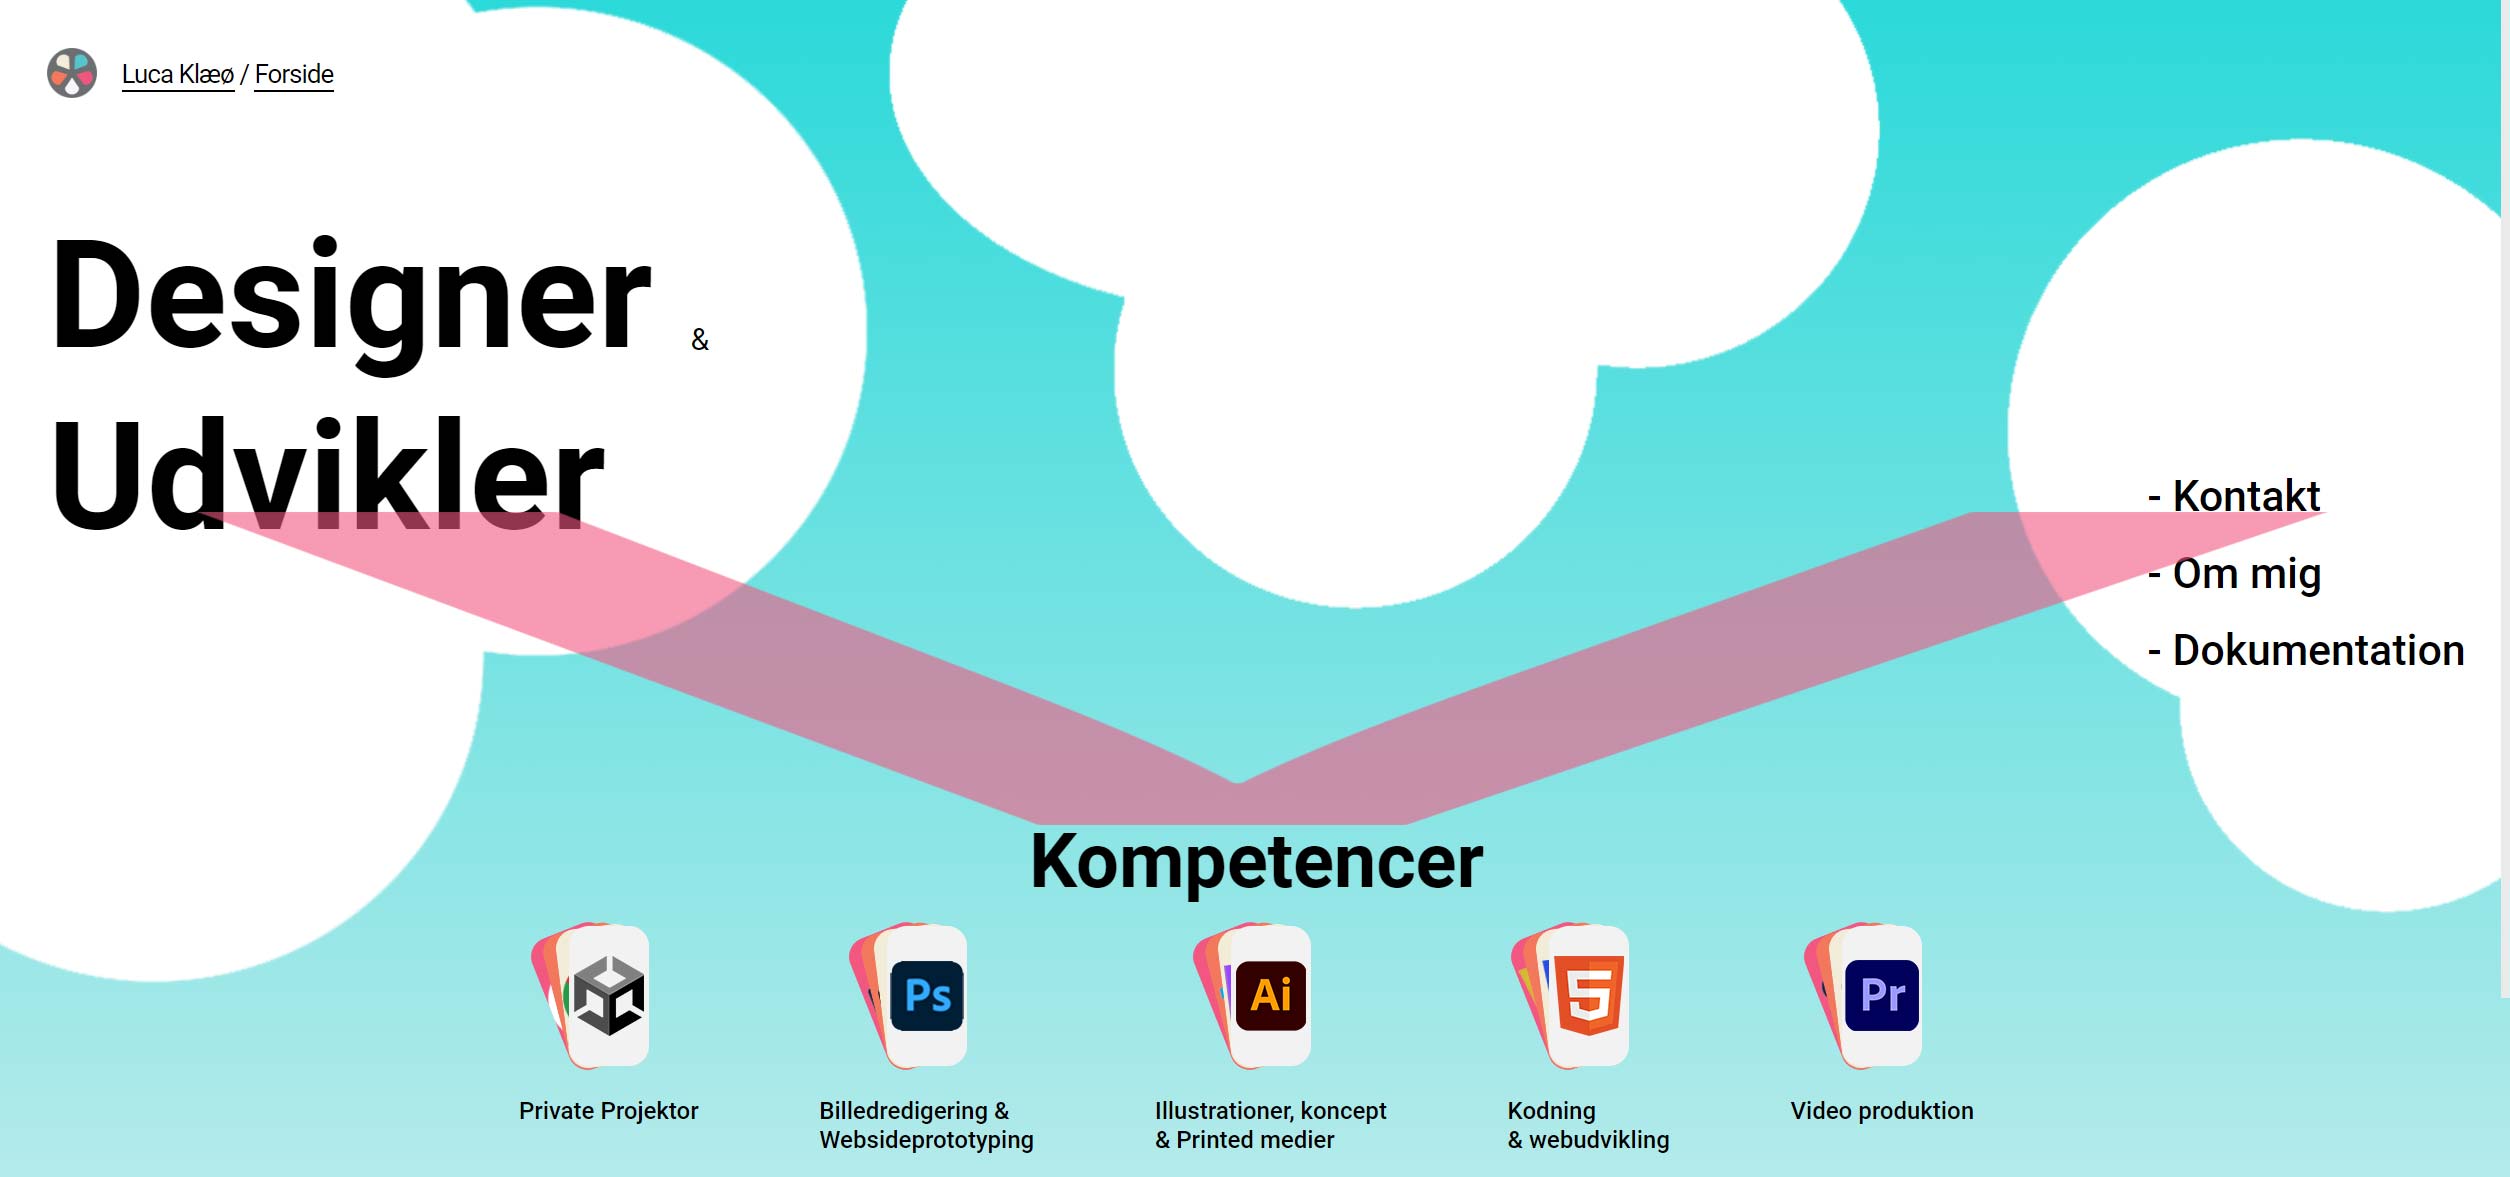 Luca Klæø / Forside
Designer &
Udvikler
- Kontakt
- Om mig
- Dokumentation
Kompetencer
Ps
Ai
5
Pr
Private Projektor
Billedredigering &
Websideprototyping
Illustrationer, koncept
& Printed medier
Kodning
& webudvikling
Video produktion